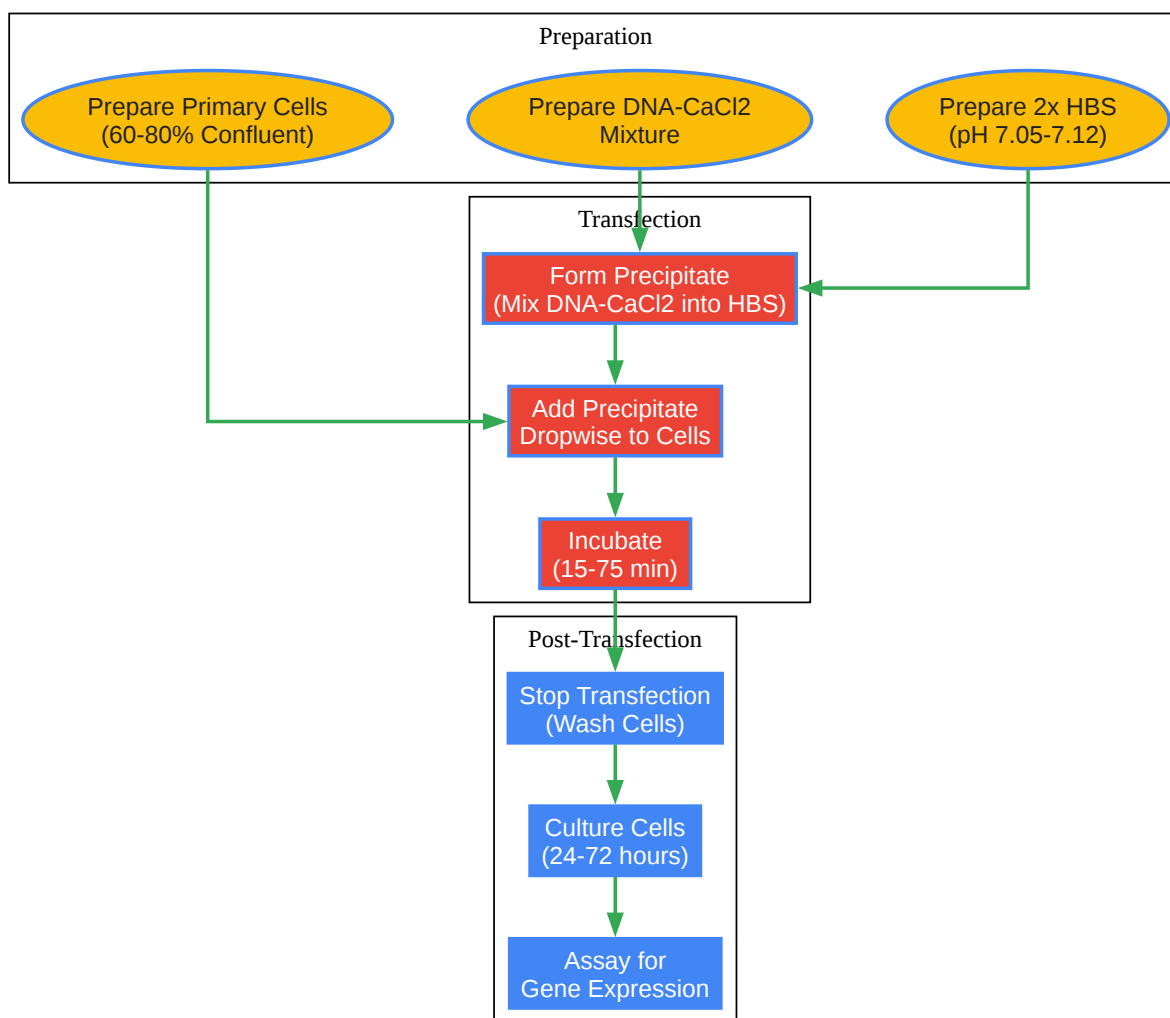 Preparation
Prepare Primary Cells
(60-80% Confluent)
Prepare DNA-CaCl2
Mixture
Prepare 2x HBS
(pH 7.05-7.12)
Transfection
Form Precipitate
(Mix DNA-CaCl2 into HBS)
Add Precipitate
Dropwise to Cells
Incubate
(15-75 min)
Post-Transfection
Stop Transfection
(Wash Cells)
Culture Cells
(24-72 hours)
Assay for
Gene Expression